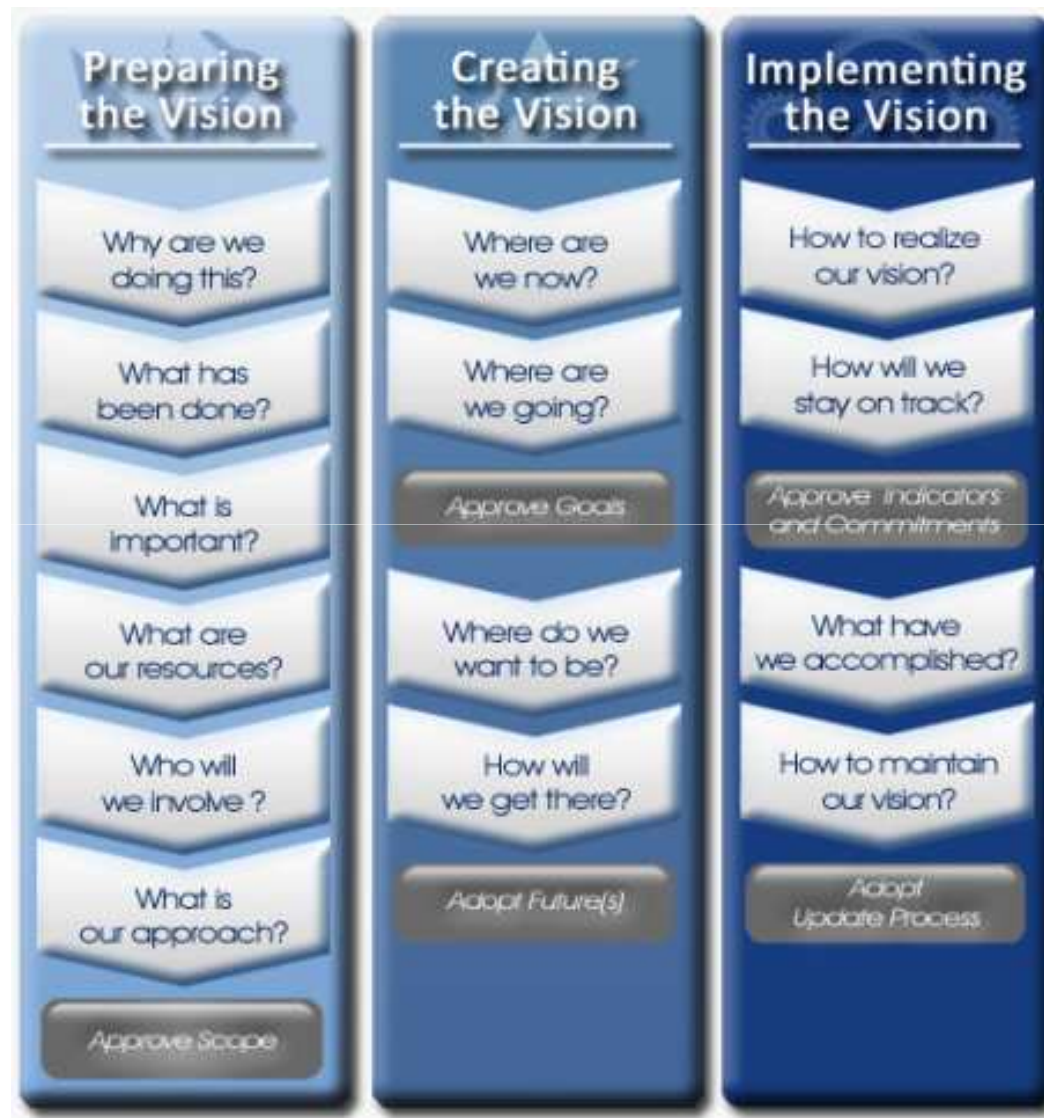 Preparing
the Vision
Why are we
doing this?
What has
been done?
What is
important?
What are
our resources?
Who will
we involve ?
What is
our approach?
Approve Scope
Creating
the Vision
Where are
we now?
Where are
we going?
Approve Goals
Where do we
want to be?
How will
we get there?
Adopt Future(s)
Implementing
the Vision
How to realize
our vision?
How will we
stay on track?
Approve Indicators
and Commitments
What have
we accomplished?
How to maintain
our vision?
Adopt
Update Process